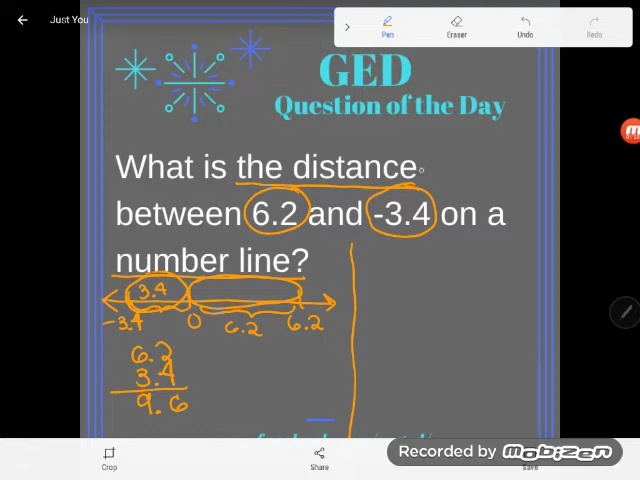 Just You
Pen
Eraser
Undo
Redo
GED
Question of the Day
What is the distance
between 6.2 and -3.4 on a
number line?
3.4
-3.4 0 6.2 6.2
6.2
3.4
9.6
Recorded by mobizen
Crop
Share
Save